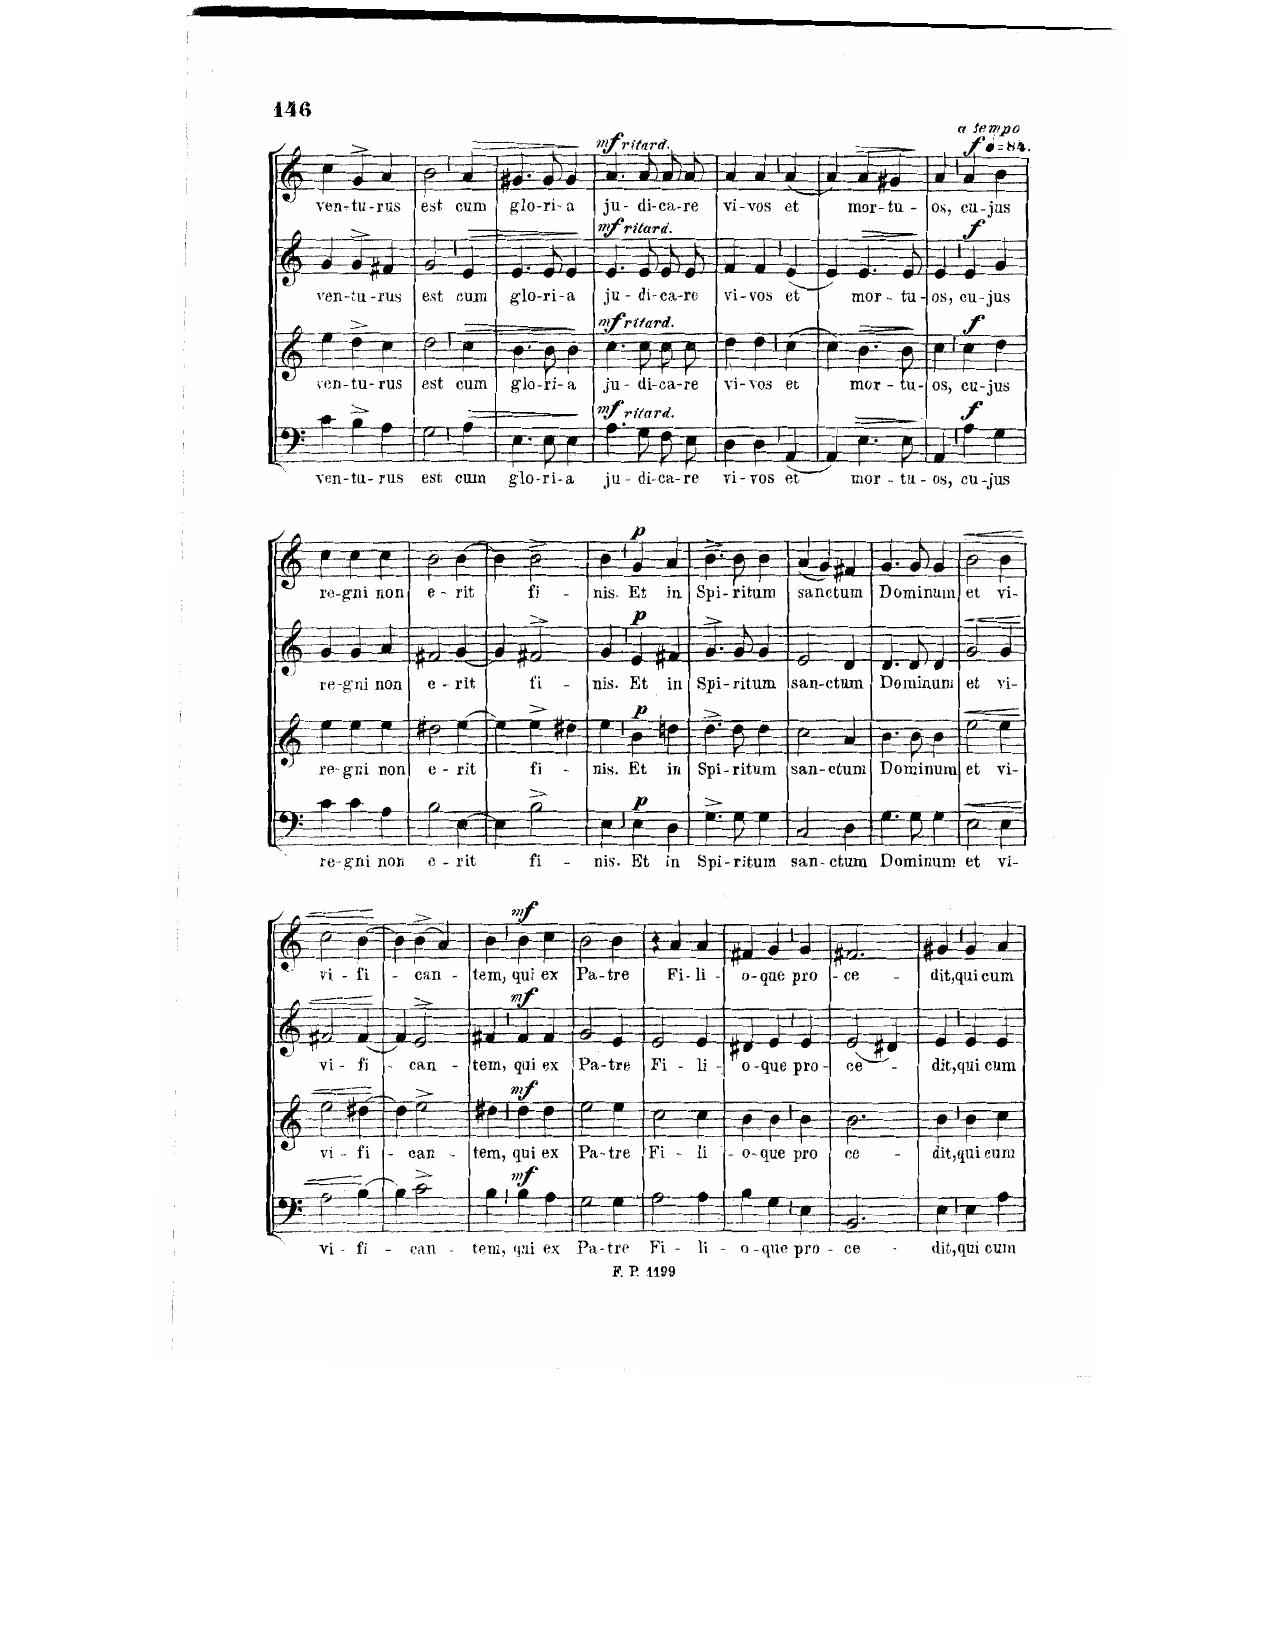 146
a tempo
mf ritard.
f = 84.
ven-tu-rus est cum glo-ri-a ju-di-ca-re vi-vos et mor-tu-os, cu-jus
mf ritard.
f
ven-tu-rus est cum glo-ri-a ju-di-ca-re vi-vos et mor-tu-os, cu-jus
mf ritard.
f
ven-tu-rus est cum glo-ri-a ju-di-ca-re vi-vos et mor-tu-os, cu-jus
mf ritard.
f
ven-tu-rus est cum glo-ri-a ju-di-ca-re vi-vos et mor-tu-os, cu-jus
p
re-gni non e-rit fi-nis. Et in Spi-ritum sanctum Dominum et vi-
p
re-gni non e-rit fi-nis. Et in Spi-ritum san-ctum Dominum et vi-
p
re-gni non e-rit fi-nis. Et in Spi-ritum san-ctum Dominum et vi-
p
re-gni non e-rit fi-nis. Et in Spi-ritum san-ctum Dominum et vi-
mf
vi-fi-can-tem, qui ex Pa-tre Fi-li-o-que pro-ce-dit, qui cum
mf
vi-fi-can-tem, qui ex Pa-tre Fi-li-o-que pro-ce-dit, qui cum
mf
vi-fi-can-tem, qui ex Pa-tre Fi-li-o-que pro ce-dit, qui cum
mf
vi-fi-can-tem, qui ex Pa-tre Fi-li-o-que pro-ce-dit, qui cum
F. P. 1199